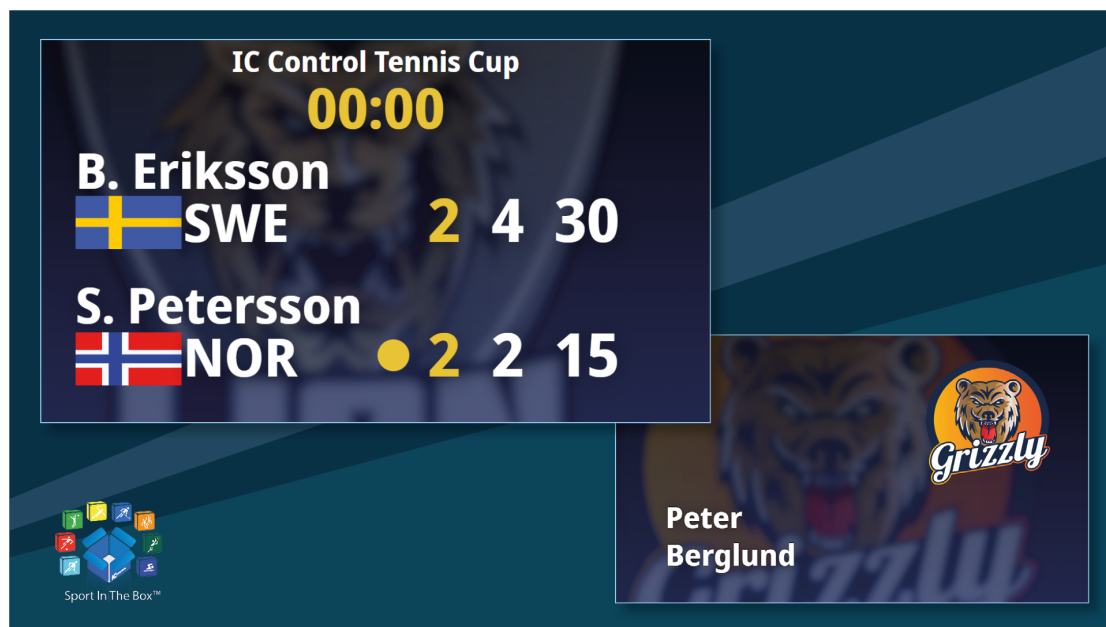 IC Control Tennis Cup
00:00
B. Eriksson
SWE 2 4 30
S. Petersson
NOR 2 2 15
Grizzly
Peter
Berglund
Sport In The Box™